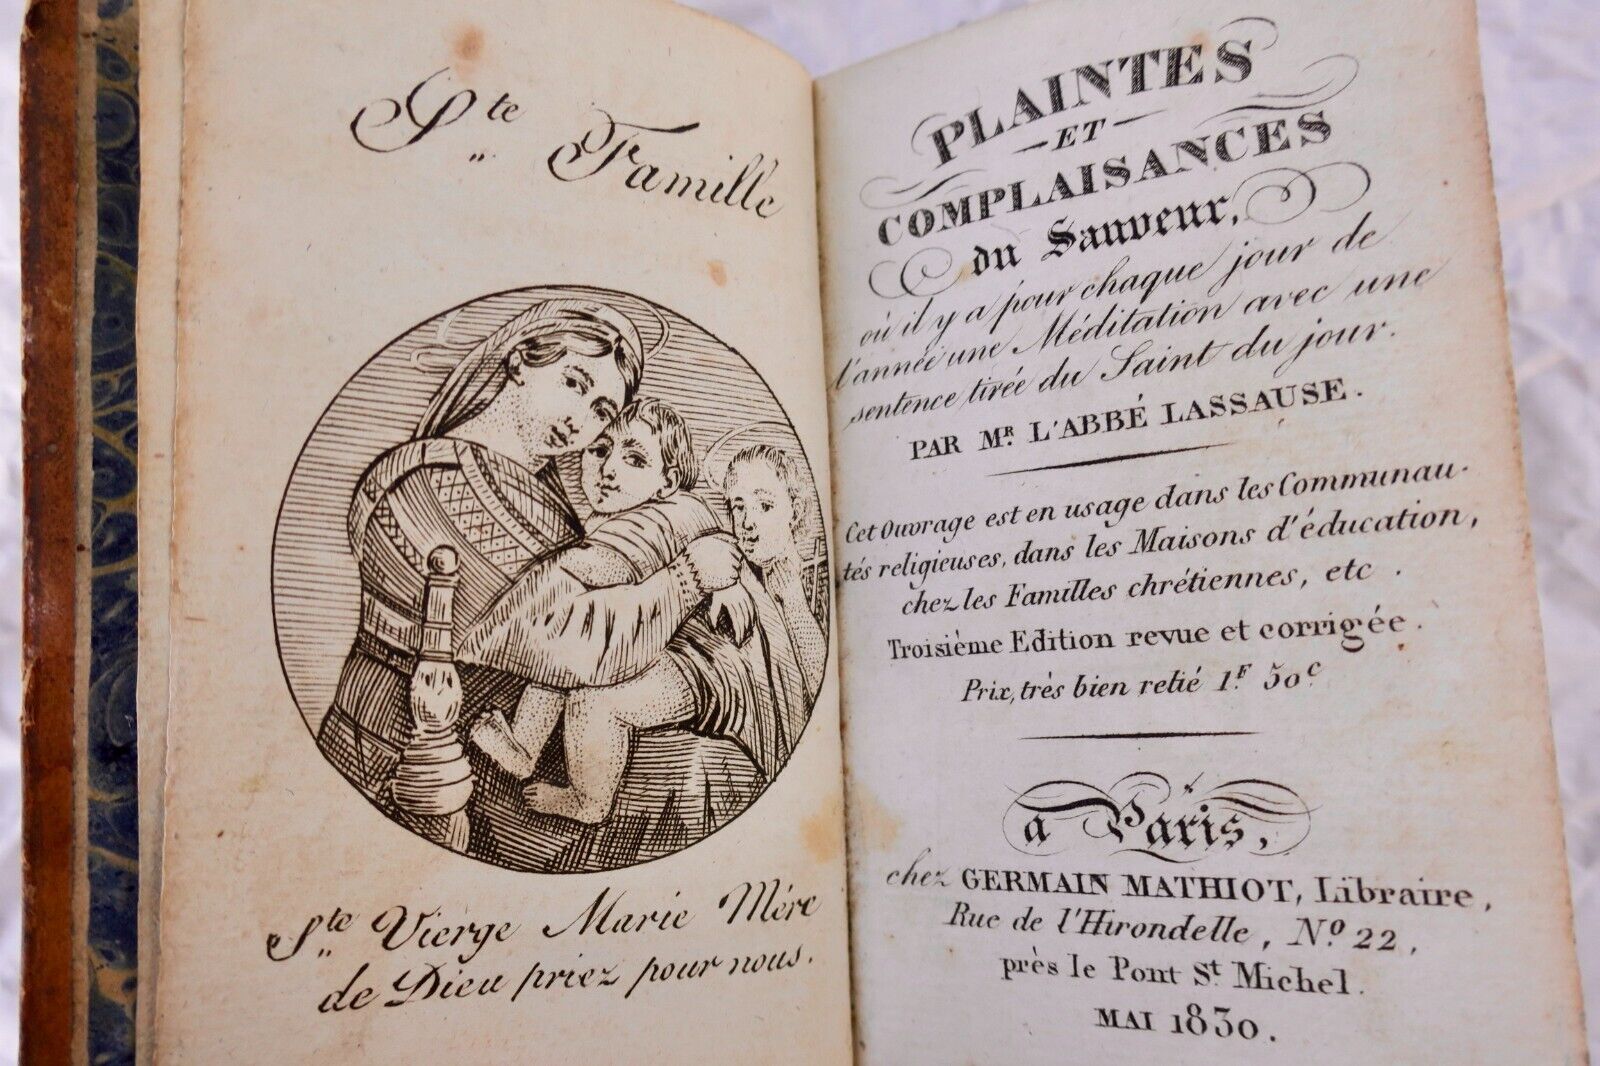 Ste Famille
Ste Vierge Marie Mère
de Dieu priez pour nous.
PLAINTES
ET
COMPLAISANCES
du Sauveur,
où il y a pour chaque jour de
l'année une Méditation avec une
sentence tirée du Saint du jour.
PAR MR. L'ABBÉ LASSAUSE.
Cet Ouvrage est en usage dans les Communau-
tés religieuses, dans les Maisons d'éducation,
chez les Familles chrétiennes, etc.
Troisième Edition revue et corrigée.
Prix, très bien relié 1F. 50c.
à Paris,
chez GERMAIN MATHIOT, Libraire,
Rue de l'Hirondelle, No. 22,
près le Pont St. Michel.
MAI 1830.